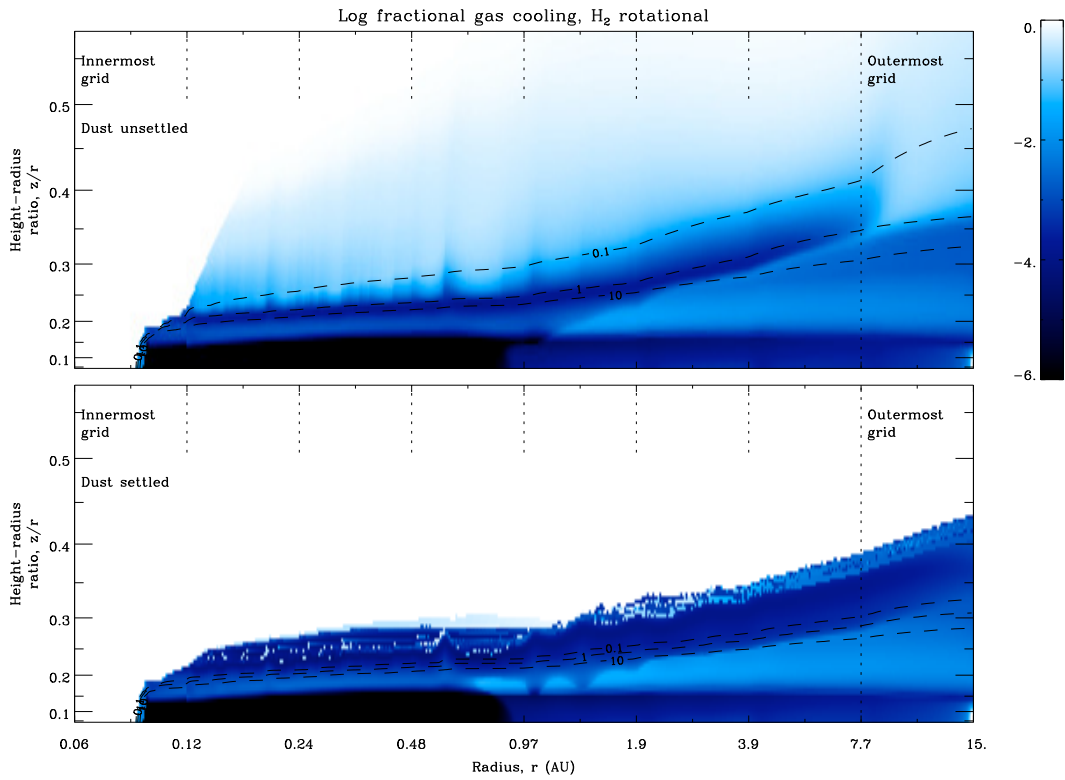 Log fractional gas cooling, H₂ rotational
Innermost
grid
Outermost
grid
Dust unsettled
Height−radius
ratio, z/r
0.5
0.4
0.3
0.2
0.1
0.1
1
10
0.
−2.
−4.
−6.
Innermost
grid
Outermost
grid
Dust settled
Height−radius
ratio, z/r
0.5
0.4
0.3
0.2
0.1
0.1
1
10
0.06 0.12 0.24 0.48 0.97 1.9 3.9 7.7 15.
Radius, r (AU)